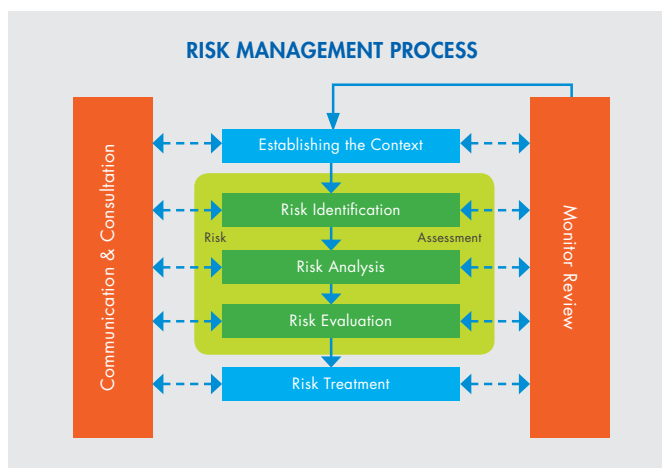 RISK MANAGEMENT PROCESS
Communication & Consultation
Establishing the Context
Risk Identification
Risk
Assessment
Risk Analysis
Risk Evaluation
Risk Treatment
Monitor Review